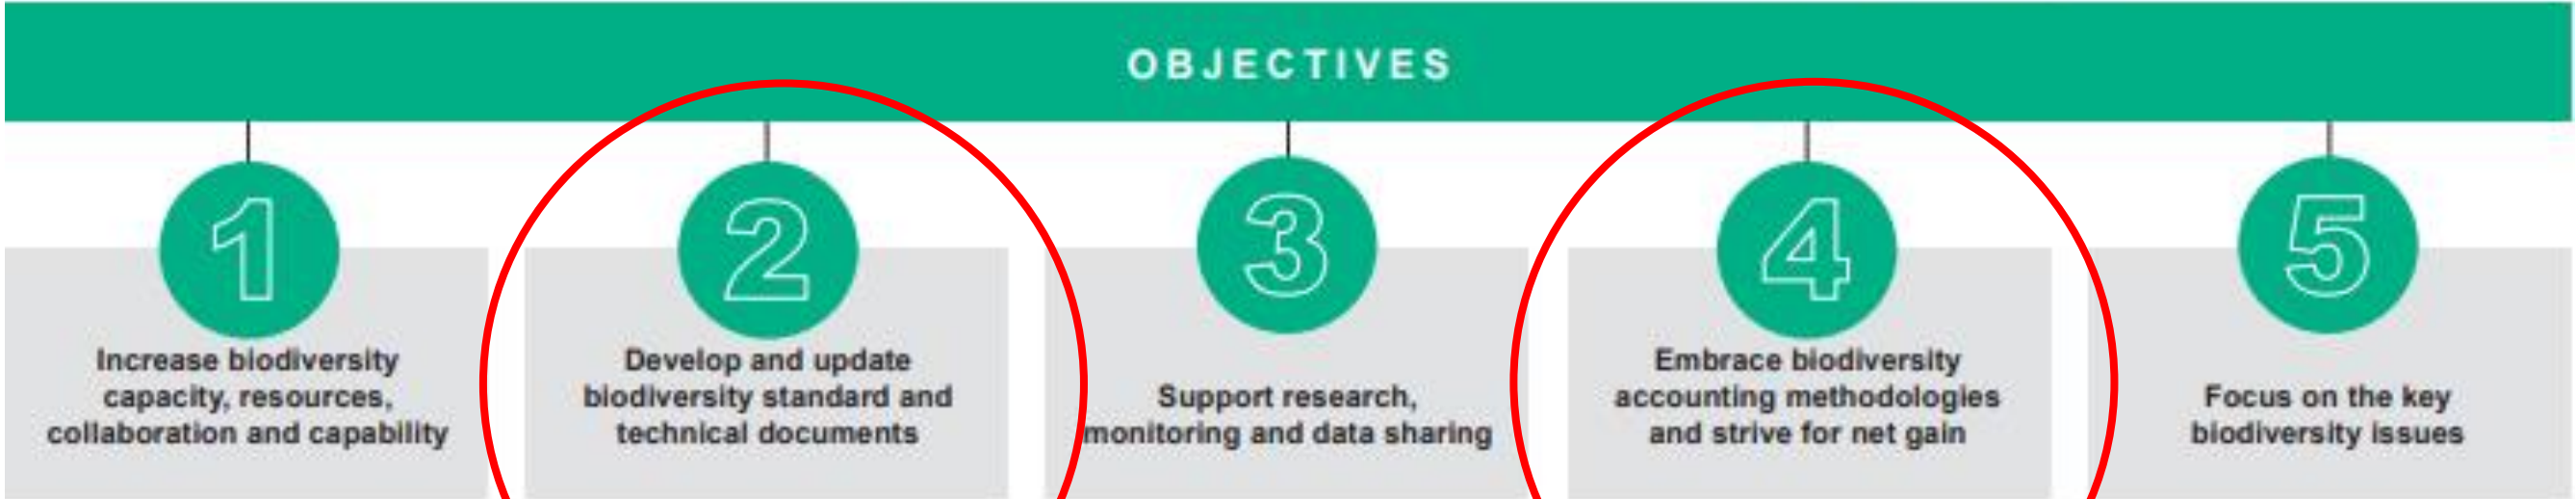 OBJECTIVES
1
Increase biodiversity
capacity, resources,
collaboration and capability
2
Develop and update
biodiversity standard and
technical documents
3
Support research,
monitoring and data sharing
4
Embrace biodiversity
accounting methodologies
and strive for net gain
5
Focus on the key
biodiversity issues